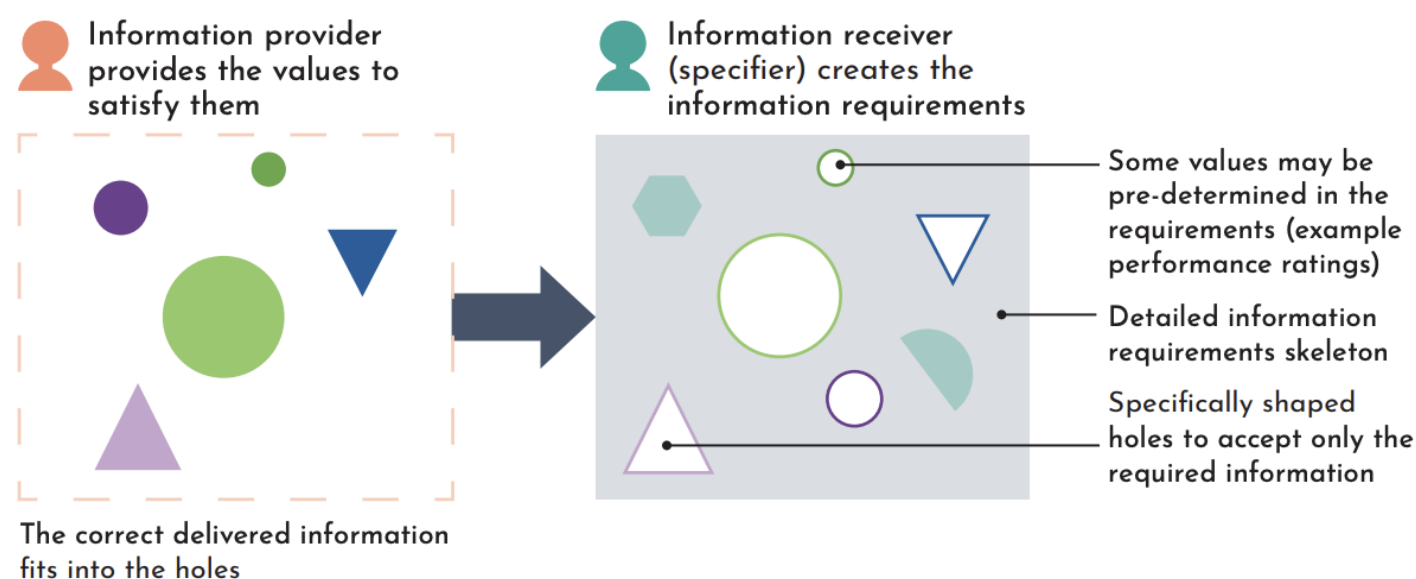 Information provider
provides the values to
satisfy them
Information receiver
(specifier) creates the
information requirements
Some values may be
pre-determined in the
requirements (example
performance ratings)
Detailed information
requirements skeleton
Specifically shaped
holes to accept only the
required information
The correct delivered information
fits into the holes